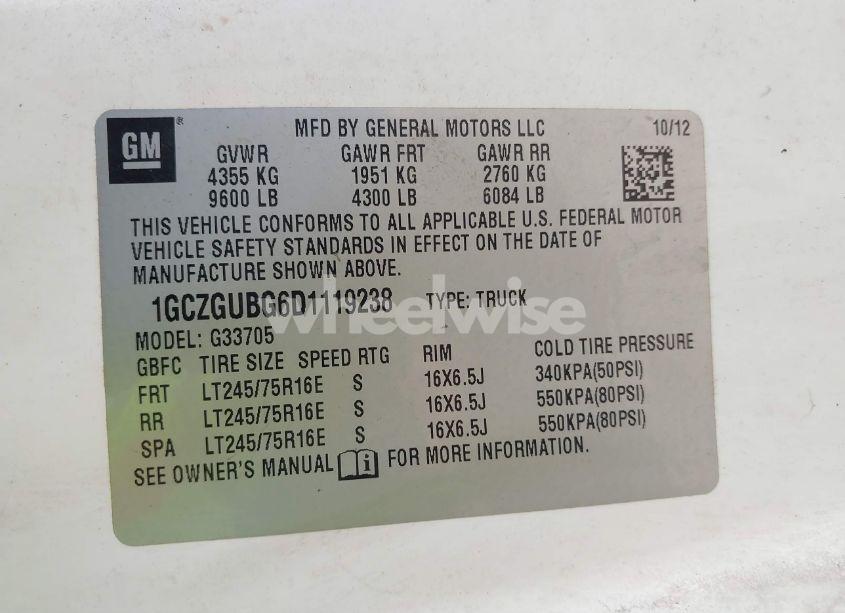 GM® MFD BY GENERAL MOTORS LLC 10/12
GVWR GAWR FRT GAWR RR
4355 KG 1951 KG 2760 KG
9600 LB 4300 LB 6084 LB
THIS VEHICLE CONFORMS TO ALL APPLICABLE U.S. FEDERAL MOTOR
VEHICLE SAFETY STANDARDS IN EFFECT ON THE DATE OF
MANUFACTURE SHOWN ABOVE.
1GCZGUBG6D1119238 TYPE: TRUCK
wheelwise
MODEL: G33705
GBFC TIRE SIZE SPEED RTG RIM COLD TIRE PRESSURE
FRT LT245/75R16E S 16X6.5J 340KPA(50PSI)
RR LT245/75R16E S 16X6.5J 550KPA(80PSI)
SPA LT245/75R16E S 16X6.5J 550KPA(80PSI)
SEE OWNER'S MANUAL i FOR MORE INFORMATION.